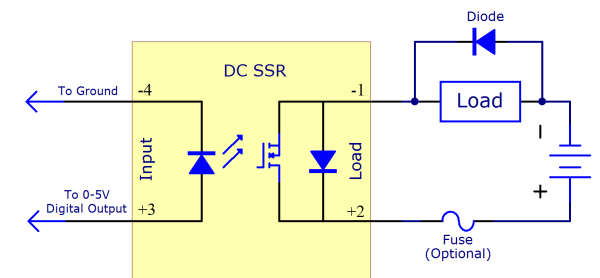 Diode
DC SSR
To Ground
-4
-1
Load
Input
Load
To 0-5V
Digital Output
+3
+2
-
+
Fuse
(Optional)